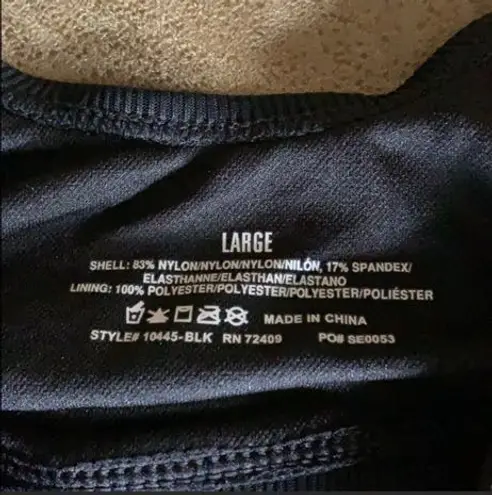 LARGE
SHELL: 83% NYLON/NYLON/NYLON/NILÓN, 17% SPANDEX/
ELASTHANNE/ELASTHAN/ELASTANO
LINING: 100% POLYESTER/POLYESTER/POLYESTER/POLIÉSTER
MADE IN CHINA
STYLE# 10445-BLK RN 72409 PO# SE0053